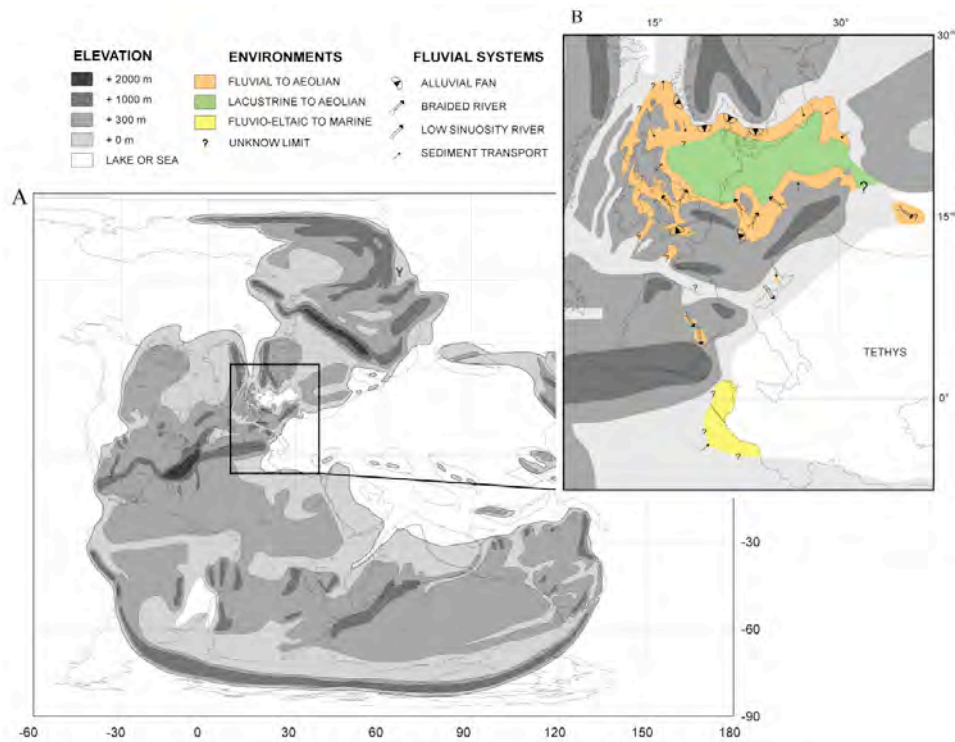 ELEVATION
+ 2000 m
+ 1000 m
+ 300 m
+ 0 m
LAKE OR SEA
ENVIRONMENTS
FLUVIAL TO AEOLIAN
LACUSTRINE TO AEOLIAN
FLUVIO-ELTAIC TO MARINE
? UNKNOW LIMIT
FLUVIAL SYSTEMS
ALLUVIAL FAN
BRAIDED RIVER
LOW SINUOSITY RIVER
SEDIMENT TRANSPORT
A
-60 -30 0 30 60 90 120 150 180
-30
-60
-90
B
15° 30°
30°
15°
0°
?
?
?
?
?
?
?
?
?
?
TETHYS